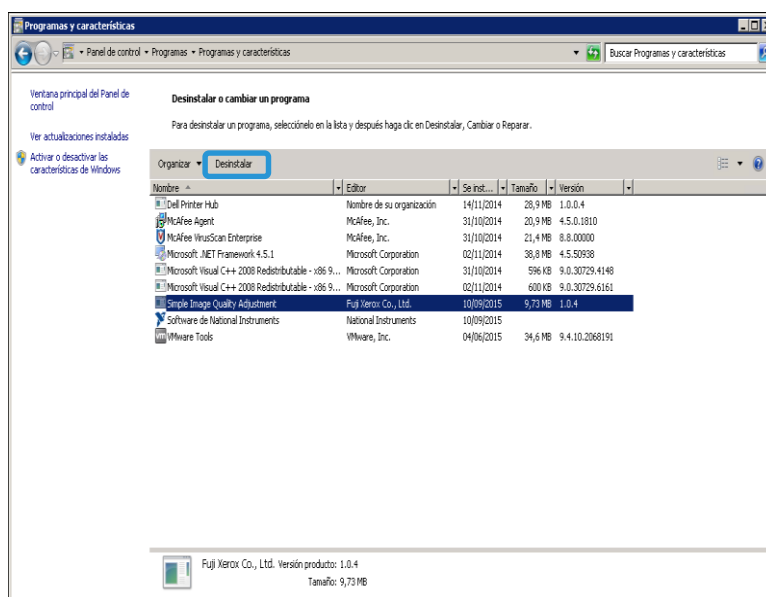 Programas y características
Panel de control ▾ Programas ▾ Programas y características
Buscar Programas y características
Ventana principal del Panel de
control
Ver actualizaciones instaladas
Activar o desactivar las
características de Windows
Desinstalar o cambiar un programa
Para desinstalar un programa, selecciónelo en la lista y después haga clic en Desinstalar, Cambiar o Reparar.
Organizar Desinstalar
Nombre Editor Se inst... Tamaño Versión
Dell Printer Hub Nombre de su organización 14/11/2014 28,9 MB 1.0.0.4
McAfee Agent McAfee, Inc. 31/10/2014 20,9 MB 4.5.0.1810
McAfee VirusScan Enterprise McAfee, Inc. 31/10/2014 21,4 MB 8.8.00000
Microsoft .NET Framework 4.5.1 Microsoft Corporation 02/11/2014 38,8 MB 4.5.50938
Microsoft Visual C++ 2008 Redistributable - x86 9... Microsoft Corporation 31/10/2014 596 KB 9.0.30729.4148
Microsoft Visual C++ 2008 Redistributable - x86 9... Microsoft Corporation 02/11/2014 600 KB 9.0.30729.6161
Simple Image Quality Adjustment Fuji Xerox Co., Ltd. 10/09/2015 9,73 MB 1.0.4
Software de National Instruments National Instruments 10/09/2015
VMware Tools VMware, Inc. 04/06/2015 34,6 MB 9.4.10.2068191
Fuji Xerox Co., Ltd. Versión producto: 1.0.4
Tamaño: 9,73 MB